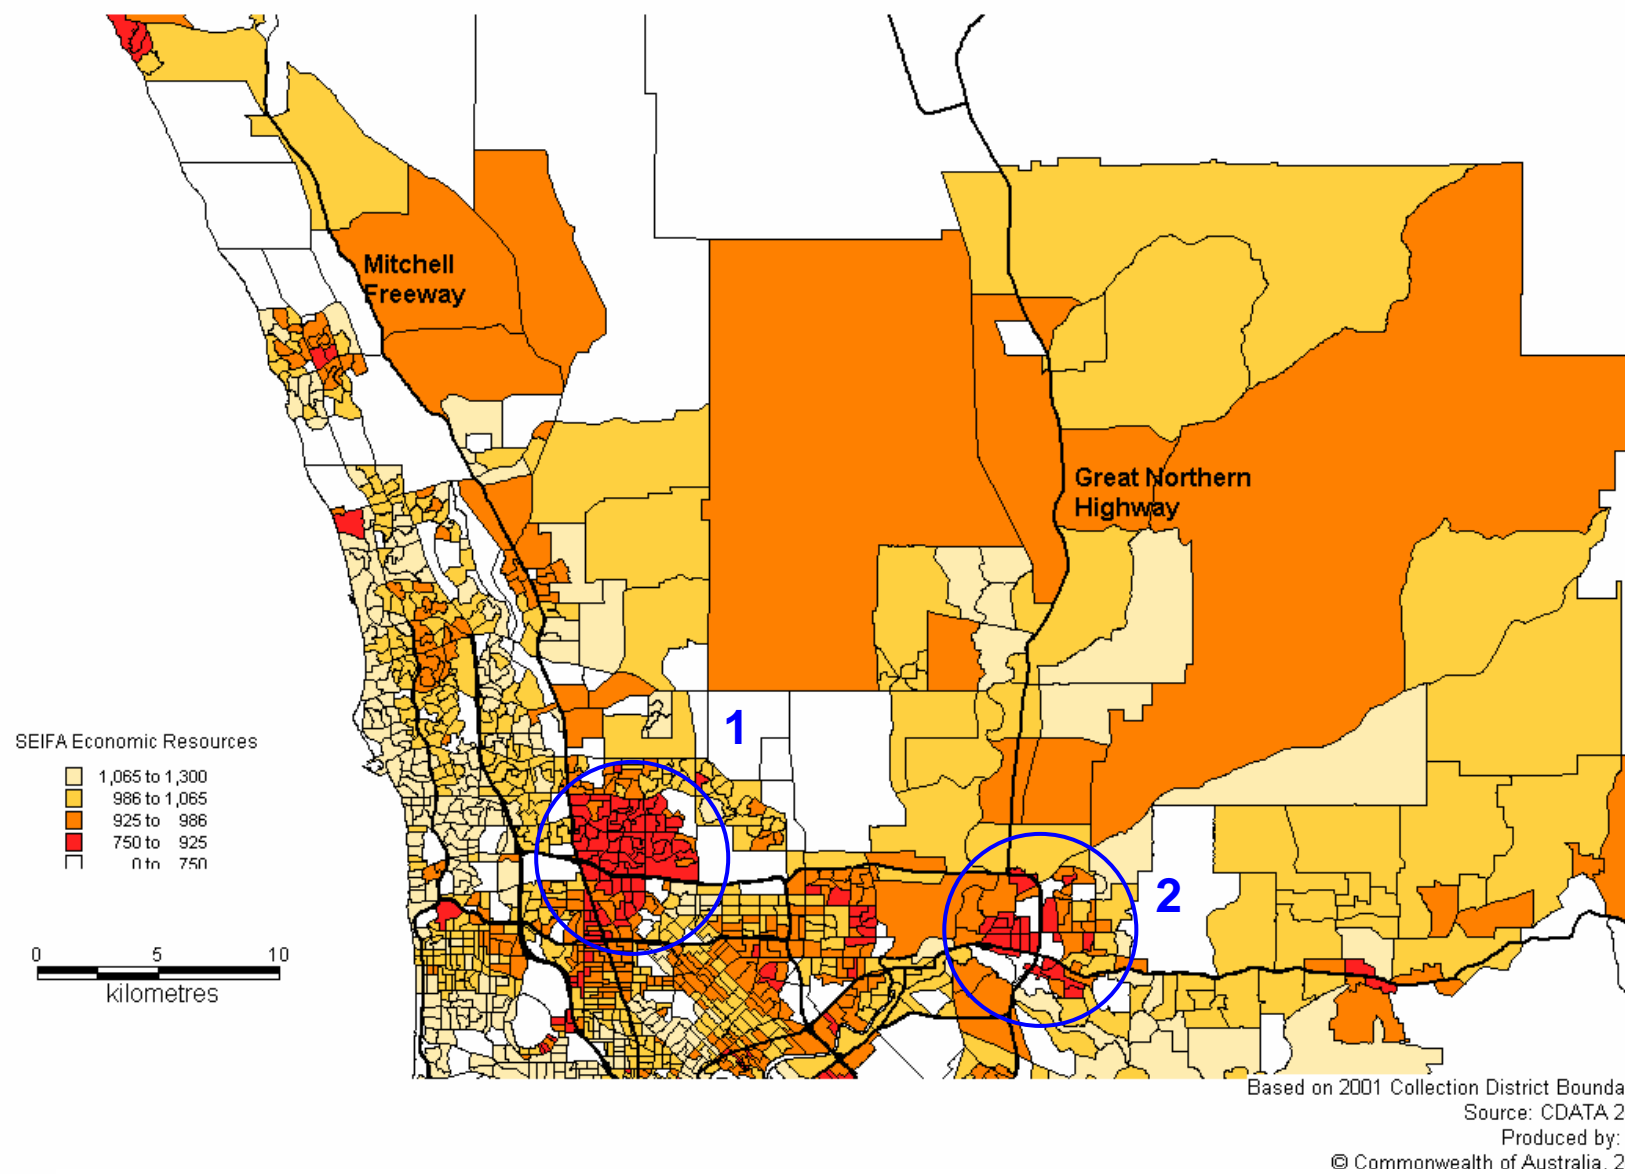 Mitchell
Freeway
Great Northern
Highway
1
2
SEIFA Economic Resources
1,065 to 1,300
986 to 1,065
925 to 986
750 to 925
0 to 750
0 5 10
kilometres
Based on 2001 Collection District Bounda
Source: CDATA 2
Produced by:
© Commonwealth of Australia, 2